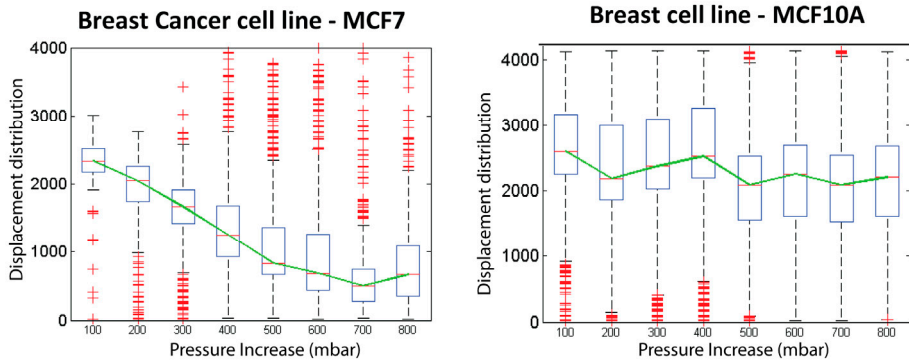 Breast Cancer cell line - MCF7
Displacement distribution
4000
3000
2000
1000
0
100 200 300 400 500 600 700 800
Pressure Increase (mbar)
Breast cell line - MCF10A
Displacement distribution
4000
3000
2000
1000
0
100 200 300 400 500 600 700 800
Pressure Increase (mbar)